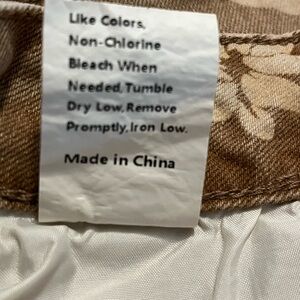 Like Colors,
Non-Chlorine
Bleach When
Needed, Tumble
Dry Low, Remove
Promptly, Iron Low.
Made in China